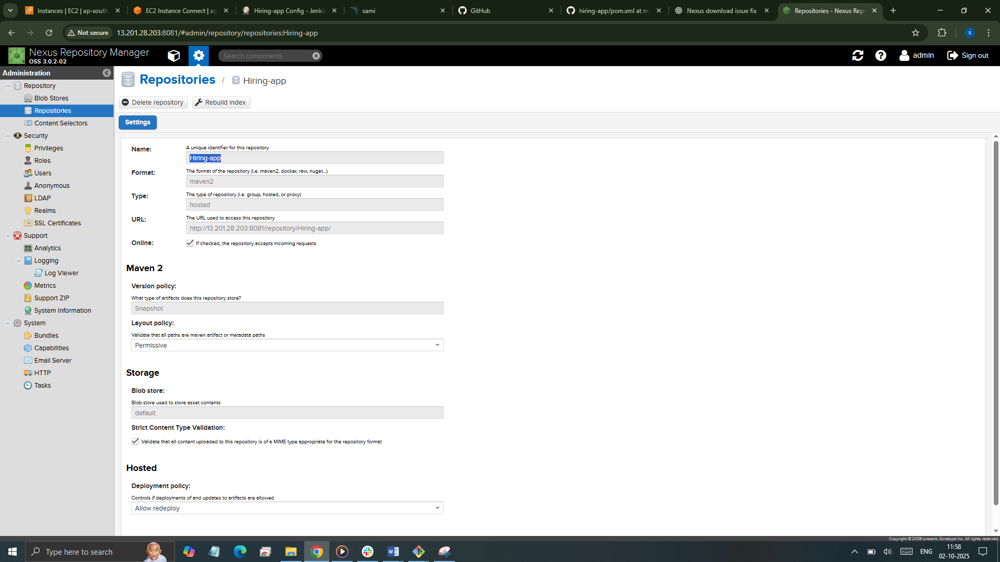 Instances | EC2 | ap-south
EC2 Instance Connect | ap
Hiring-app Config - Jenki
sami
GitHub
hiring-app/pom.xml at m
Nexus download issue fix
Repositories - Nexus Rep
Not secure
13.201.28.203:8081/#admin/repository/repositories:Hiring-app
S
Nexus Repository Manager
OSS 3.0.2-02
Search components
admin
Sign out
Administration
Repository
Blob Stores
Repositories
Content Selectors
Security
Privileges
Roles
Users
Anonymous
LDAP
Realms
SSL Certificates
Support
Analytics
Logging
Log Viewer
Metrics
Support ZIP
System Information
System
Bundles
Capabilities
Email Server
HTTP
Tasks
Repositories / Hiring-app
Delete repository
Rebuild index
Settings
Name:
A unique identifier for this repository
Hiring-app
Format:
The format of the repository (i.e. maven2, docker, raw, nuget...)
maven2
Type:
The type of repository (i.e. group, hosted, or proxy)
hosted
URL:
The URL used to access this repository
http://13.201.28.203:8081/repository/Hiring-app/
Online:
If checked, the repository accepts incoming requests
Maven 2
Version policy:
What type of artifacts does this repository store?
Snapshot
Layout policy:
Validate that all paths are maven artifact or metadata paths
Permissive
Storage
Blob store:
Blob store used to store asset contents
default
Strict Content Type Validation:
Validate that all content uploaded to this repository is of a MIME type appropriate for the repository format
Hosted
Deployment policy:
Controls if deployments of and updates to artifacts are allowed
Allow redeploy
Copyright © 2008-present, Sonatype Inc. All rights reserved.
Type here to search
ENG
11:58
02-10-2025